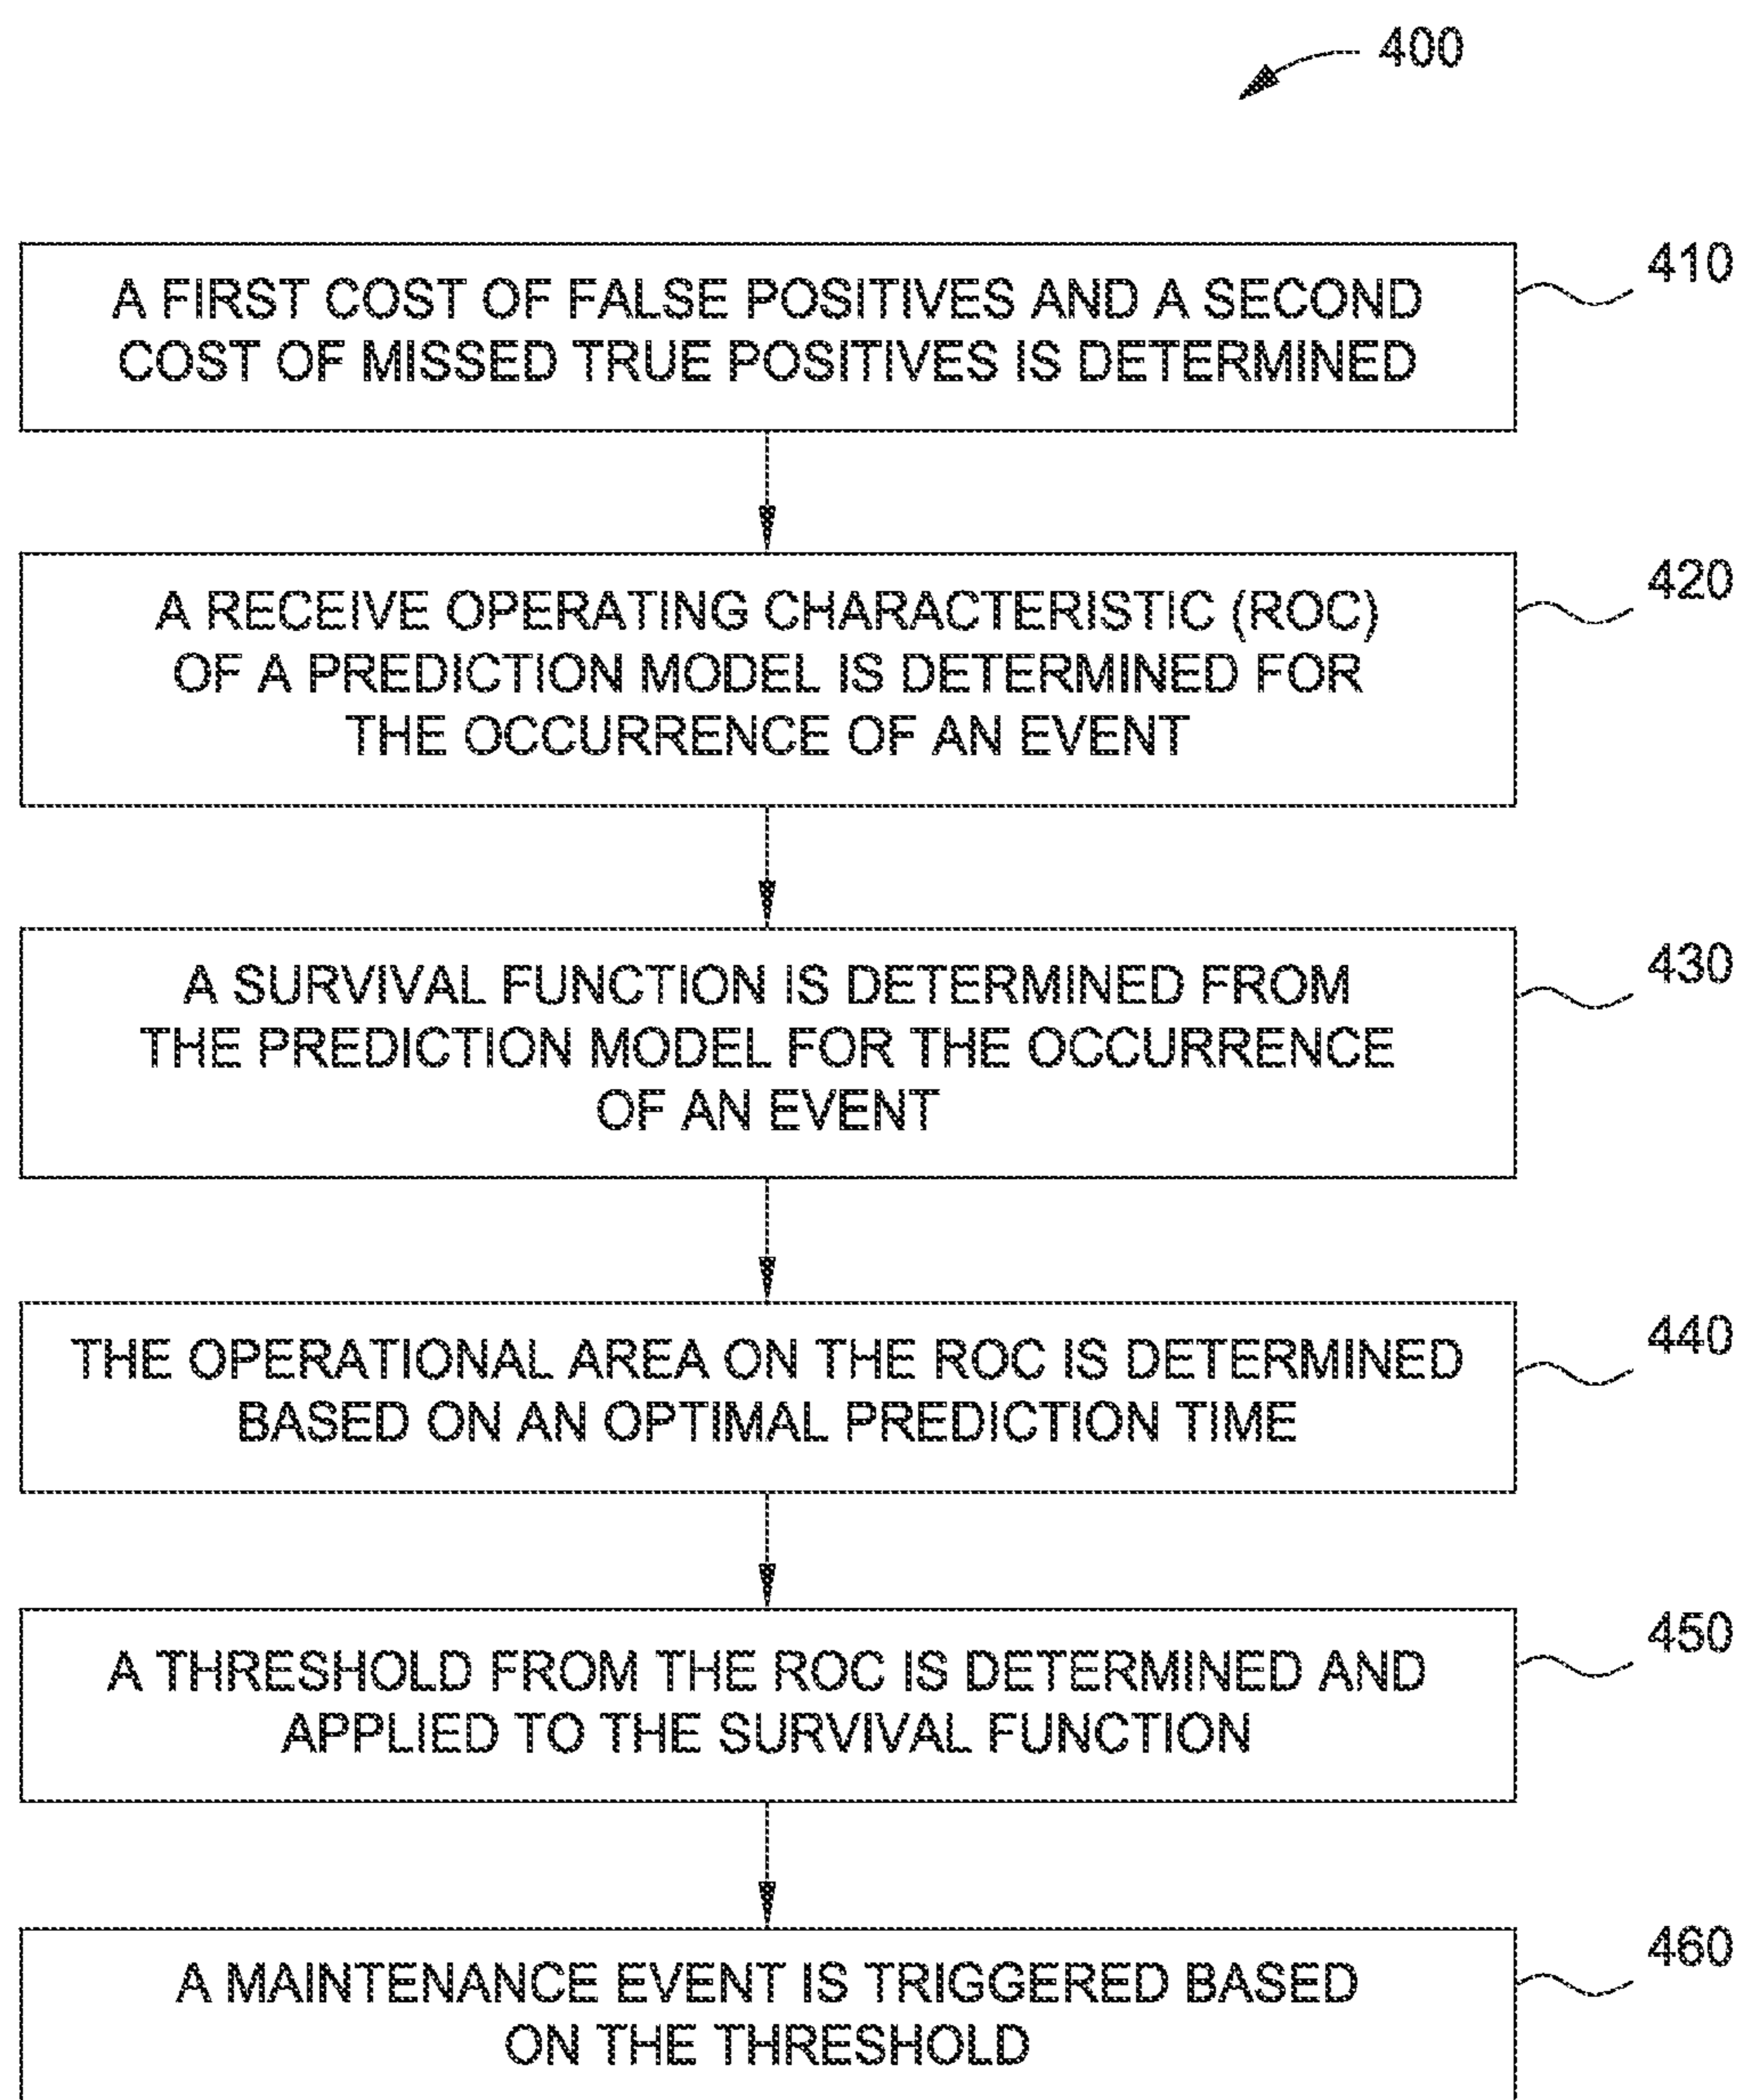 400
A FIRST COST OF FALSE POSITIVES AND A SECOND
COST OF MISSED TRUE POSITIVES IS DETERMINED
410
A RECEIVE OPERATING CHARACTERISTIC (ROC)
OF A PREDICTION MODEL IS DETERMINED FOR
THE OCCURRENCE OF AN EVENT
420
A SURVIVAL FUNCTION IS DETERMINED FROM
THE PREDICTION MODEL FOR THE OCCURRENCE
OF AN EVENT
430
THE OPERATIONAL AREA ON THE ROC IS DETERMINED
BASED ON AN OPTIMAL PREDICTION TIME
440
A THRESHOLD FROM THE ROC IS DETERMINED AND
APPLIED TO THE SURVIVAL FUNCTION
450
A MAINTENANCE EVENT IS TRIGGERED BASED
ON THE THRESHOLD
460